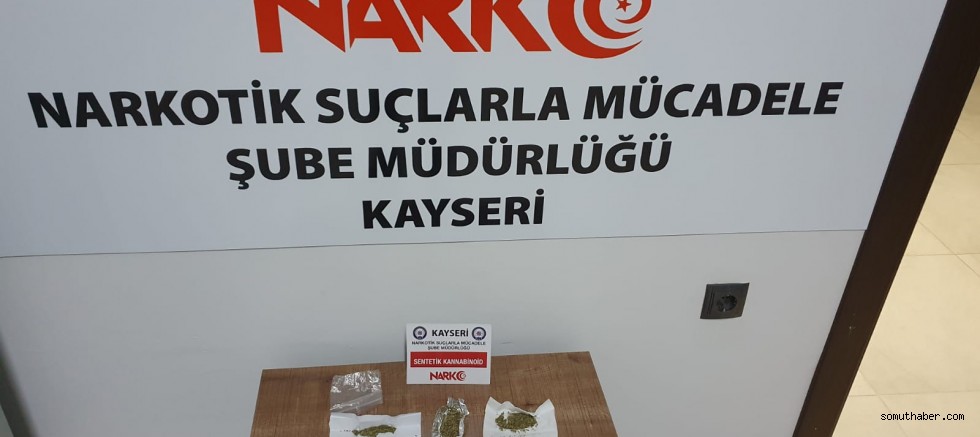 NARKO
NARKOTİK SUÇLARLA MÜCADELE
ŞUBE MÜDÜRLÜĞÜ
KAYSERİ
KAYSERİ
NARKOTİK SUÇLARLA MÜCADELE
ŞUBE MÜDÜRLÜĞÜ
SENTETİK KANNABİNOİD
NARKO
somuthaber.com